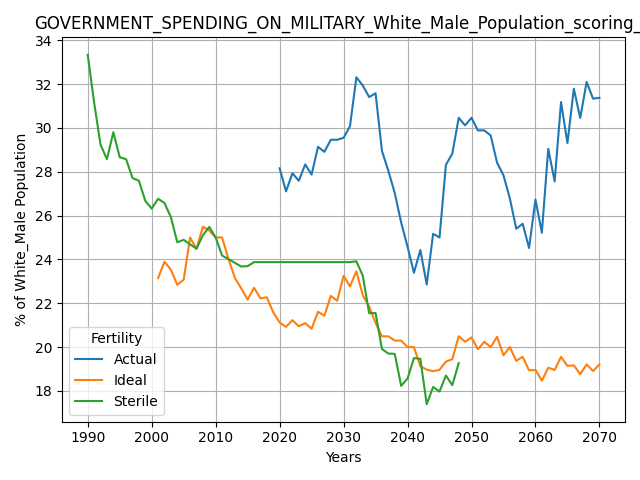 GOVERNMENT_SPENDING_ON_MILITARY_White_Male_Population_scoring_
34
32
30
28
26
24
22
20
18
% of White_Male Population
Fertility
Actual
Ideal
Sterile
1990 2000 2010 2020 2030 2040 2050 2060 2070
Years